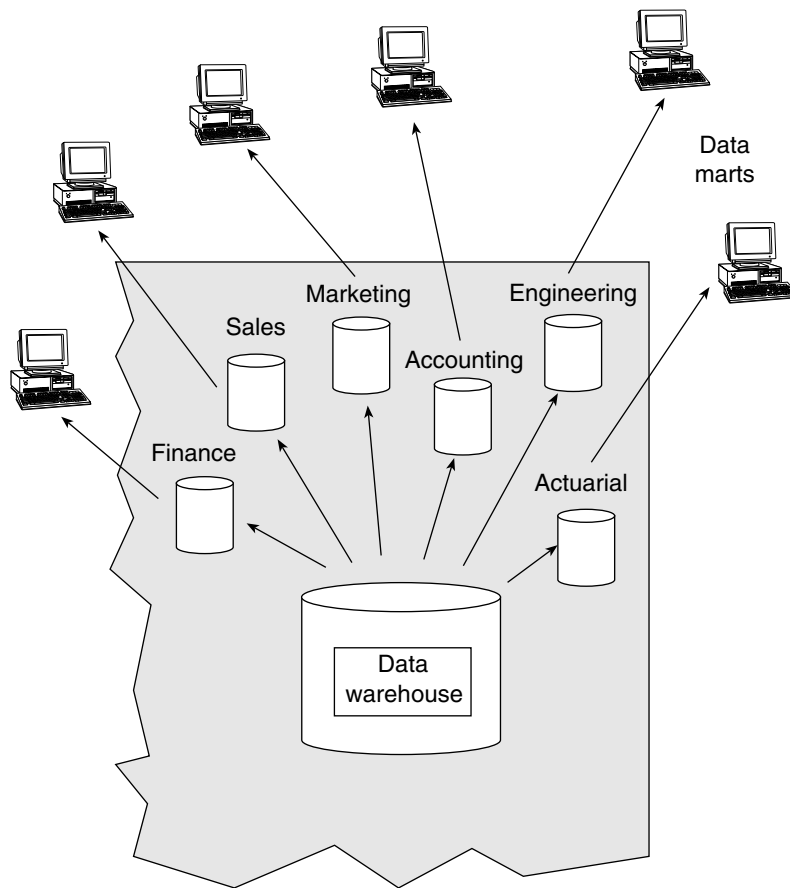 Data
marts
Marketing
Engineering
Sales
Accounting
Finance
Actuarial
Data
warehouse